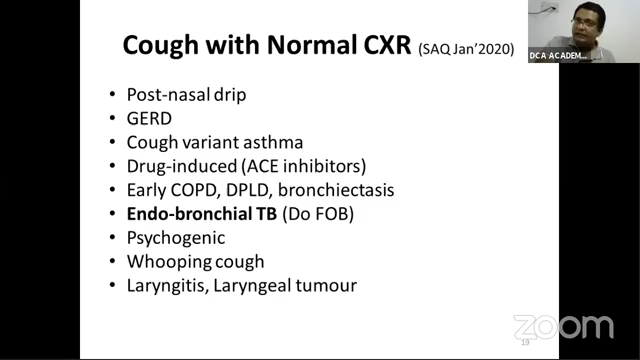 Cough with Normal CXR (SAQ Jan'2020)
DCA ACADEM...
• Post-nasal drip
• GERD
• Cough variant asthma
• Drug-induced (ACE inhibitors)
• Early COPD, DPLD, bronchiectasis
• Endo-bronchial TB (Do FOB)
• Psychogenic
• Whooping cough
• Laryngitis, Laryngeal tumour
zoom
19